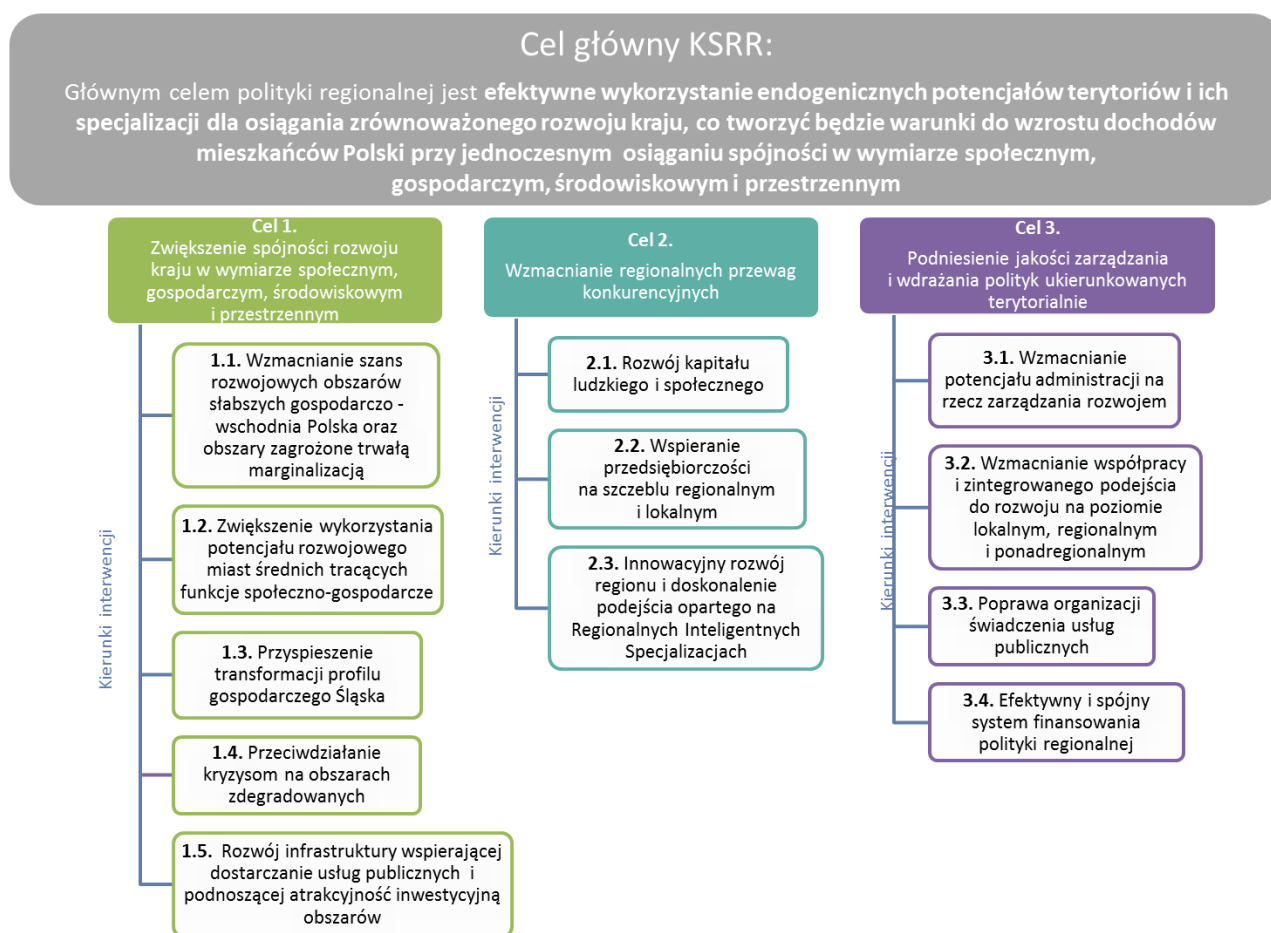 Cel główny KSRR:
Głównym celem polityki regionalnej jest efektywne wykorzystanie endogenicznych potencjałów terytoriów i ich
specjalizacji dla osiągania zrównoważonego rozwoju kraju, co tworzyć będzie warunki do wzrostu dochodów
mieszkańców Polski przy jednoczesnym osiąganiu spójności w wymiarze społecznym,
gospodarczym, środowiskowym i przestrzennym
Cel 1.
Zwiększenie spójności rozwoju
kraju w wymiarze społecznym,
gospodarczym, środowiskowym
i przestrzennym
Kierunki interwencji
1.1. Wzmacnianie szans
rozwojowych obszarów
słabszych gospodarczo -
wschodnia Polska oraz
obszary zagrożone trwałą
marginalizacją
1.2. Zwiększenie wykorzystania
potencjału rozwojowego
miast średnich tracących
funkcje społeczno-gospodarcze
1.3. Przyspieszenie
transformacji profilu
gospodarczego Śląska
1.4. Przeciwdziałanie
kryzysom na obszarach
zdegradowanych
1.5. Rozwój infrastruktury wspierającej
dostarczanie usług publicznych i
podnoszącej atrakcyjność inwestycyjną
obszarów
Cel 2.
Wzmacnianie regionalnych przewag
konkurencyjnych
Kierunki interwencji
2.1. Rozwój kapitału
ludzkiego i społecznego
2.2. Wspieranie
przedsiębiorczości
na szczeblu regionalnym
i lokalnym
2.3. Innowacyjny rozwój
regionu i doskonalenie
podejścia opartego na
Regionalnych Inteligentnych
Specjalizacjach
Cel 3.
Podniesienie jakości zarządzania
i wdrażania polityk ukierunkowanych
terytorialnie
Kierunki interwencji
3.1. Wzmacnianie
potencjału administracji na
rzecz zarządzania rozwojem
3.2. Wzmacnianie współpracy
i zintegrowanego podejścia
do rozwoju na poziomie
lokalnym, regionalnym
i ponadregionalnym
3.3. Poprawa organizacji
świadczenia usług
publicznych
3.4. Efektywny i spójny
system finansowania
polityki regionalnej